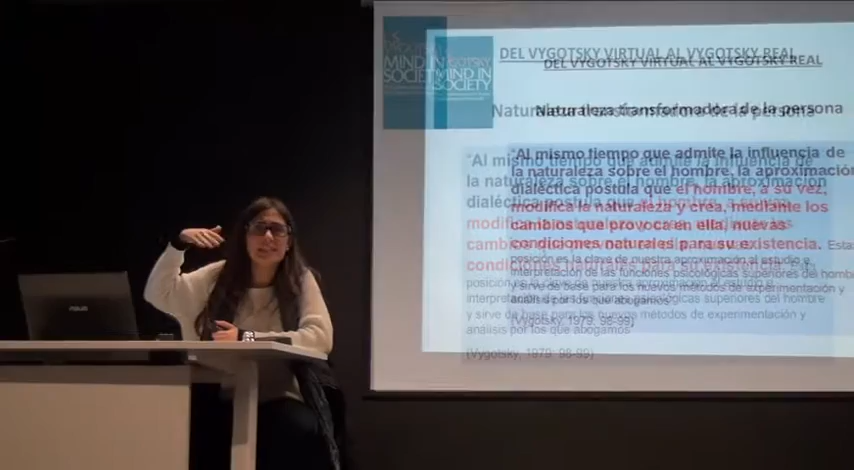 VYGOTSKY
MIND IN
SOCIETY
DEL VYGOTSKY VIRTUAL AL VYGOTSKY REAL
Naturaleza transformadora de la persona
"Al mismo tiempo que admite la influencia de
la naturaleza sobre el hombre, la aproximación
dialéctica postula que el hombre, a su vez,
modifica la naturaleza y crea, mediante los
cambios que provoca en ella, nuevas
condiciones naturales para su existencia. Esta
posición es la clave de nuestra aproximación al estudio e
interpretación de las funciones psicológicas superiores del hombre
y sirve de base para los nuevos métodos de experimentación y
análisis por los que abogamos
(Vygotsky, 1979: 98-99)
asus